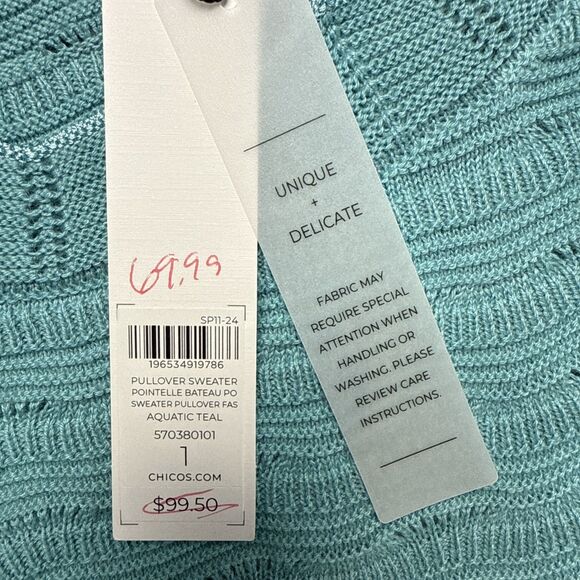 69.99
SP11-24
196534919786
PULLOVER SWEATER
POINTELLE BATEAU PO
SWEATER PULLOVER FAS
AQUATIC TEAL
570380101
1
CHICOS.COM
$99.50
UNIQUE
+
DELICATE
FABRIC MAY
REQUIRE SPECIAL
ATTENTION WHEN
HANDLING OR
WASHING. PLEASE
REVIEW CARE
INSTRUCTIONS.